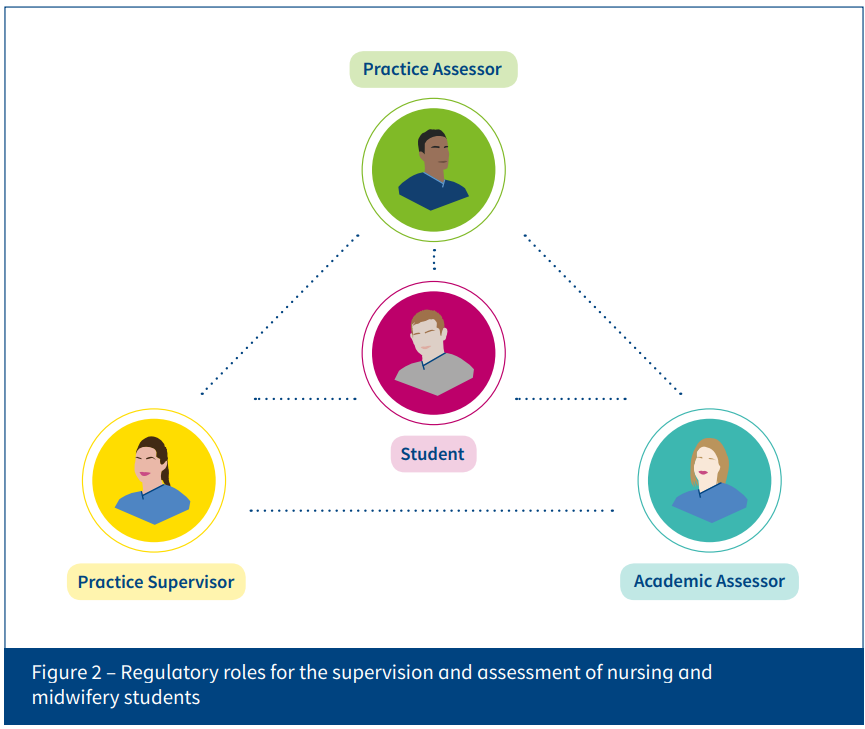 Practice Assessor
Student
Practice Supervisor
Academic Assessor
Figure 2 – Regulatory roles for the supervision and assessment of nursing and
midwifery students